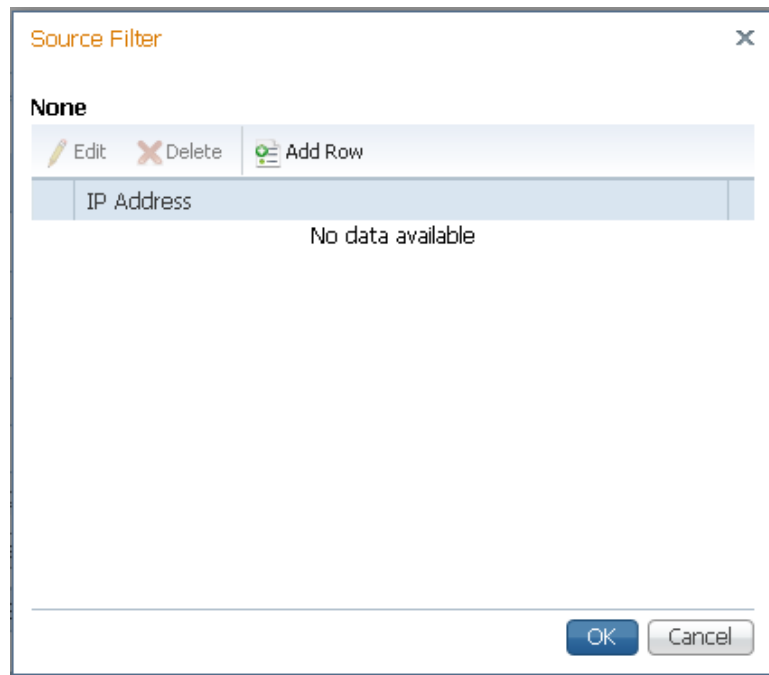 Source Filter
None
Edit Delete Add Row
IP Address
No data available
OK Cancel